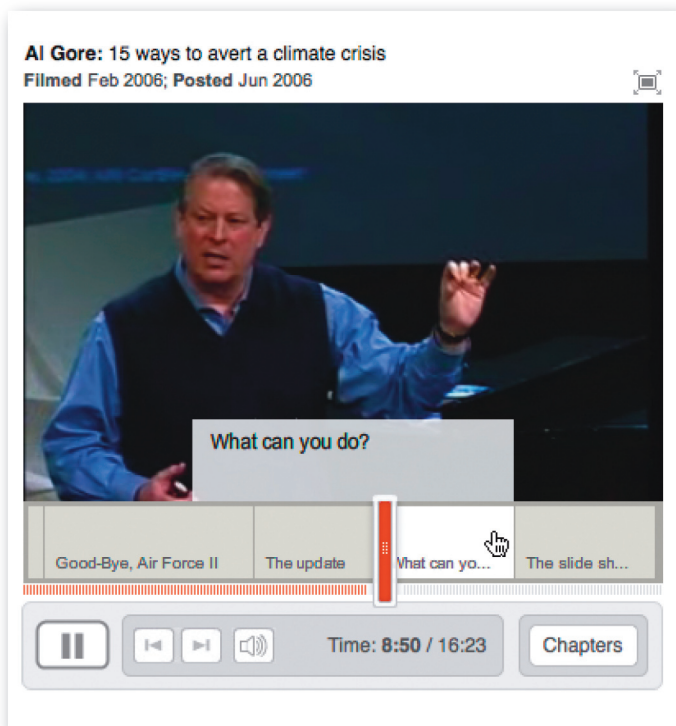 Al Gore: 15 ways to avert a climate crisis
Filmed Feb 2006; Posted Jun 2006
What can you do?
Good-Bye, Air Force II
The update
What can yo...
The slide sh...
Time: 8:50 / 16:23
Chapters